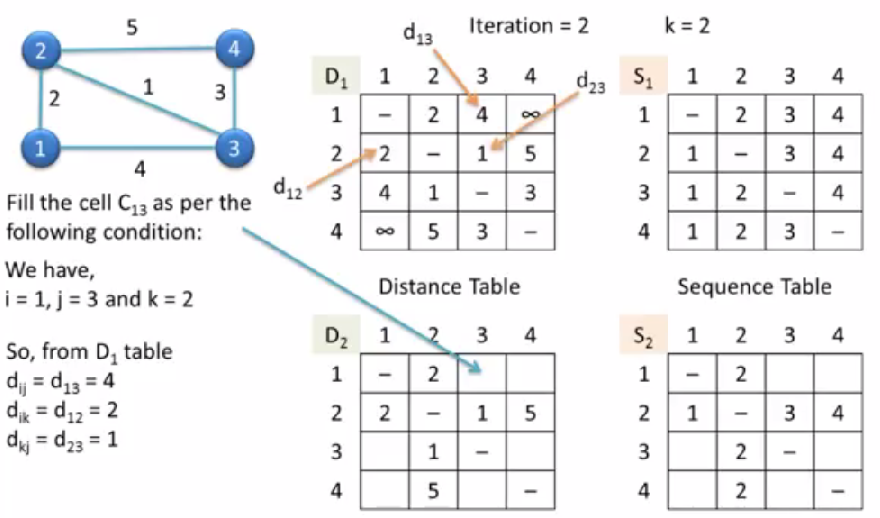 Iteration = 2 k = 2
5
d13
2 4
1 3
2
1 3
4
D1 1 2 3 4
d23
1 – 2 4 ∞
2 2 – 1 5
d12
3 4 1 – 3
4 ∞ 5 3 –
Distance Table
S1 1 2 3 4
1 – 2 3 4
2 1 – 3 4
3 1 2 – 4
4 1 2 3 –
Sequence Table
Fill the cell C13 as per the
following condition:
We have,
i = 1, j = 3 and k = 2
So, from D1 table
dij = d13 = 4
dik = d12 = 2
dkj = d23 = 1
D2 1 2 3 4
1 – 2
2 2 – 1 5
3 1 –
4 5 –
S2 1 2 3 4
1 – 2
2 1 – 3 4
3 2 –
4 2 –